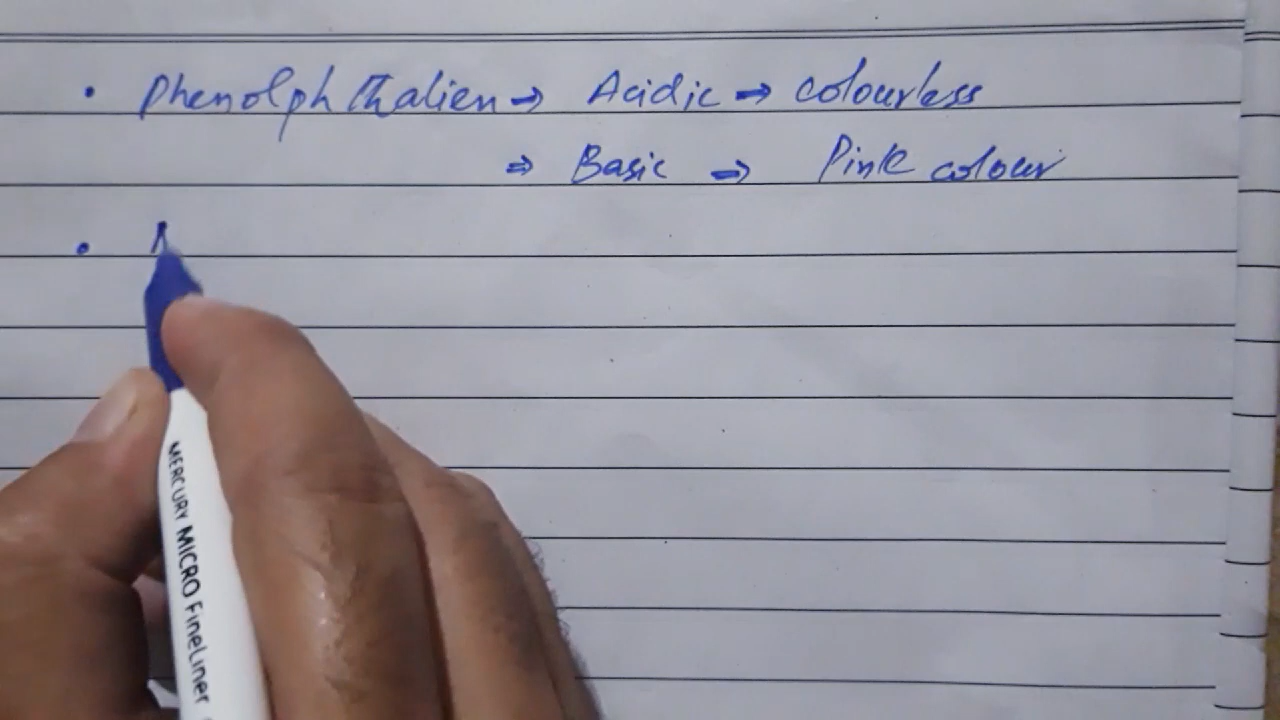 • Phenolphthalien → Acidic → colourless
⇒ Basic ⇒ Pink colour
•
MERCURY MICRO FineLiner